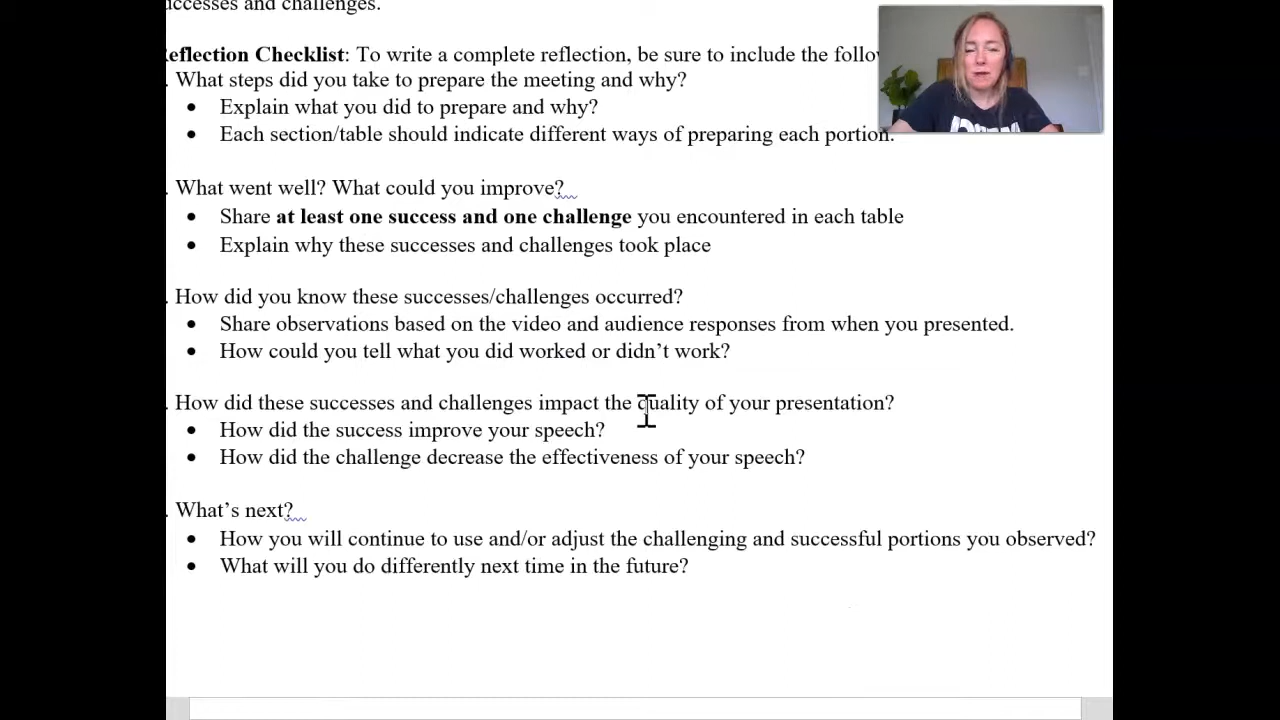 uccesses and challenges.
Reflection Checklist: To write a complete reflection, be sure to include the follo
. What steps did you take to prepare the meeting and why?
• Explain what you did to prepare and why?
• Each section/table should indicate different ways of preparing each portion.
. What went well? What could you improve?
• Share at least one success and one challenge you encountered in each table
• Explain why these successes and challenges took place
. How did you know these successes/challenges occurred?
• Share observations based on the video and audience responses from when you presented.
• How could you tell what you did worked or didn’t work?
. How did these successes and challenges impact the quality of your presentation?
• How did the success improve your speech?
• How did the challenge decrease the effectiveness of your speech?
. What’s next?
• How you will continue to use and/or adjust the challenging and successful portions you observed?
• What will you do differently next time in the future?